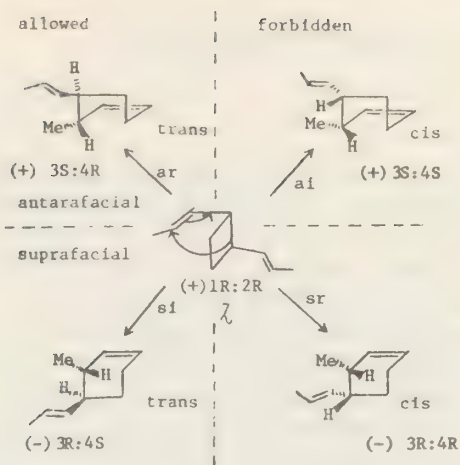 allowed
forbidden
H
Me
H
trans
(+) 3S:4R
ar
antarafacial
H
Me
H
cis
(+) 3S:4S
ai
suprafacial
(+)1R:2R
si
sr
Me
H
H
trans
(-) 3R:4S
Me
H
H
cis
(-) 3R:4R